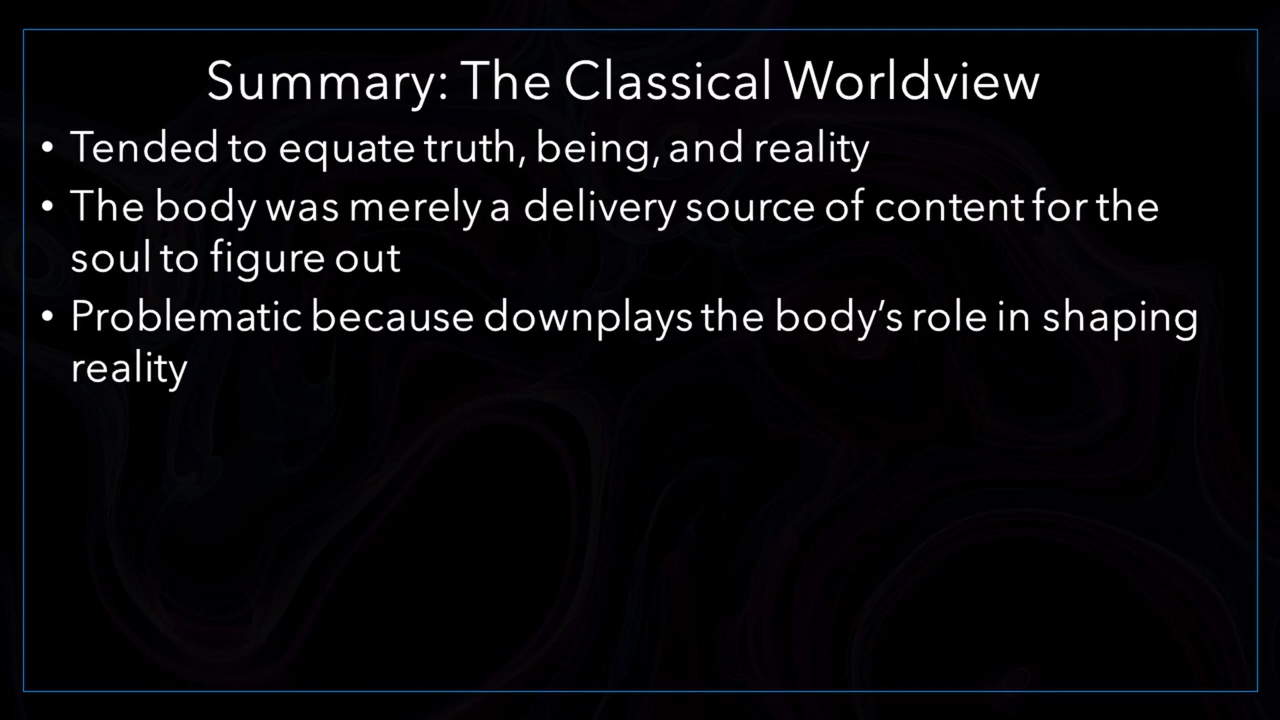 Summary: The Classical Worldview
• Tended to equate truth, being, and reality
• The body was merely a delivery source of content for the
soul to figure out
• Problematic because downplays the body’s role in shaping
reality